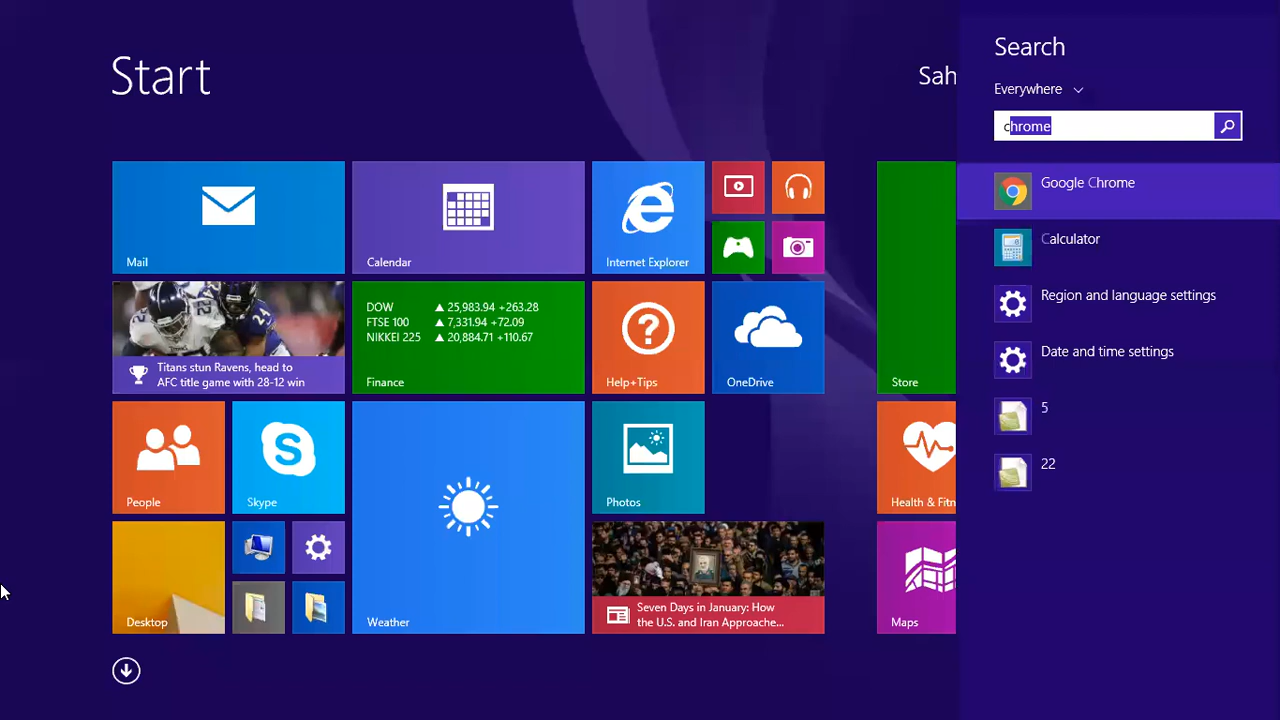 Start
Sah
Search
Everywhere
chrome
Google Chrome
Calculator
Region and language settings
Date and time settings
5
22
Mail
Calendar
Internet Explorer
Titans stun Ravens, head to
AFC title game with 28-12 win
DOW ▲ 25,983.94 +263.28
FTSE 100 ▲ 7,331.94 +72.09
NIKKEI 225 ▲ 20,884.71 +110.67
Finance
Help+Tips
OneDrive
Store
People
Skype
Weather
Photos
Health & Fitn
Desktop
Seven Days in January: How
the U.S. and Iran Approache...
Maps